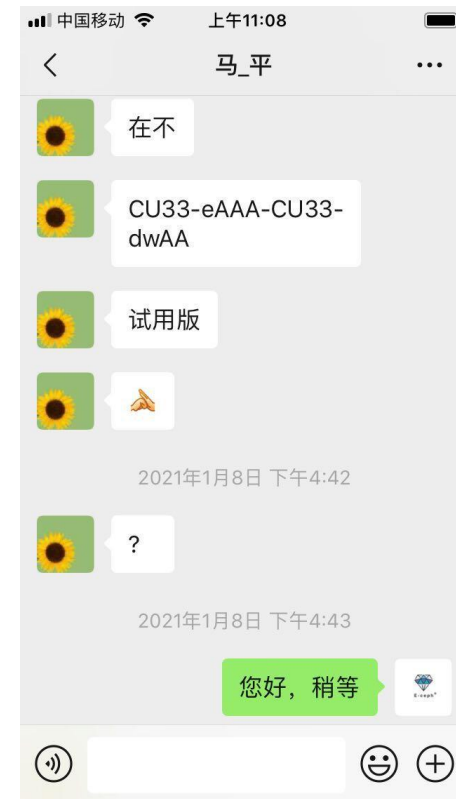 中国移动 上午11:08
马_平
在不
CU33-eAAA-CU33-
dwAA
试用版
2021年1月8日 下午4:42
?
2021年1月8日 下午4:43
您好，稍等